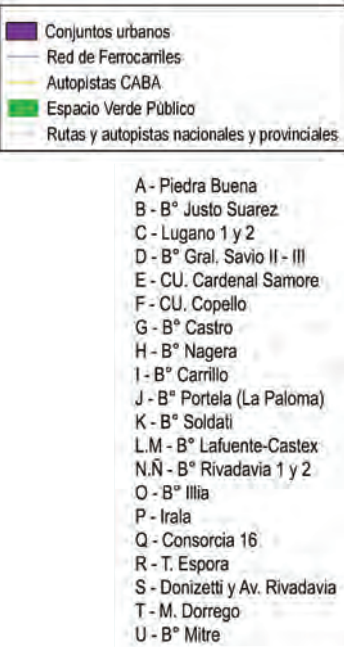 Conjuntos urbanos
Red de Ferrocarriles
Autopistas CABA
Espacio Verde Público
Rutas y autopistas nacionales y provinciales
A - Piedra Buena
B - B° Justo Suarez
C - Lugano 1 y 2
D - B° Gral. Savio II - III
E - CU. Cardenal Samore
F - CU. Copello
G - B° Castro
H - B° Nagera
I - B° Carrillo
J - B° Portela (La Paloma)
K - B° Soldati
L.M - B° Lafuente-Castex
N.Ñ - B° Rivadavia 1 y 2
O - B° Illia
P - Irala
Q - Consorcia 16
R - T. Espora
S - Donizetti y Av. Rivadavia
T - M. Dorrego
U - B° Mitre